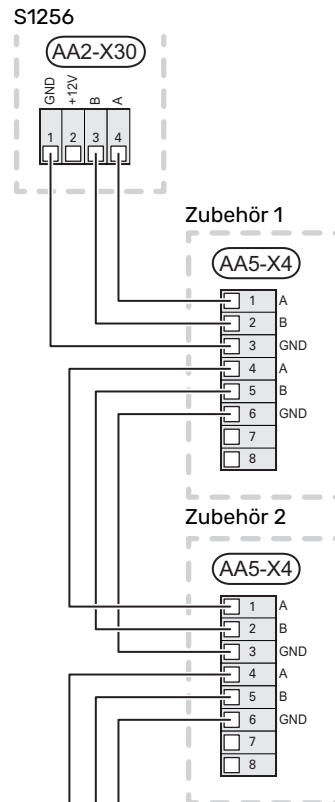 S1256
AA2-X30
GND +12V B A
1 2 3 4
Zubehör 1
AA5-X4
1 A
2 B
3 GND
4 A
5 B
6 GND
7
8
Zubehör 2
AA5-X4
1 A
2 B
3 GND
4 A
5 B
6 GND
7
8